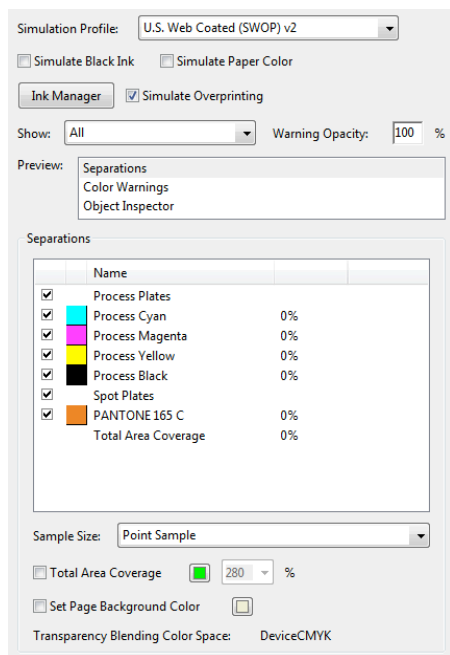 Simulation Profile: U.S. Web Coated (SWOP) v2
Simulate Black Ink Simulate Paper Color
Ink Manager Simulate Overprinting
Show: All Warning Opacity: 100 %
Preview: Separations
Color Warnings
Object Inspector
Separations
Name
Process Plates
Process Cyan 0%
Process Magenta 0%
Process Yellow 0%
Process Black 0%
Spot Plates
PANTONE 165 C 0%
Total Area Coverage 0%
Sample Size: Point Sample
Total Area Coverage 280 %
Set Page Background Color
Transparency Blending Color Space: DeviceCMYK